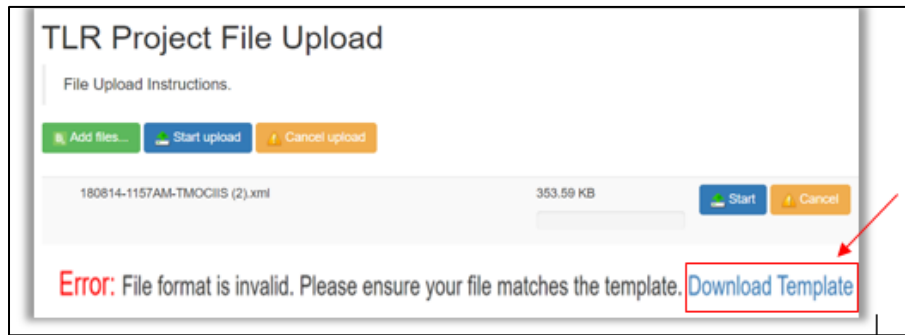 TLR Project File Upload
File Upload Instructions.
Add files... Start upload Cancel upload
180814-1157AM-TMOCIIS (2).xml 353.59 KB Start Cancel
Error: File format is invalid. Please ensure your file matches the template. Download Template